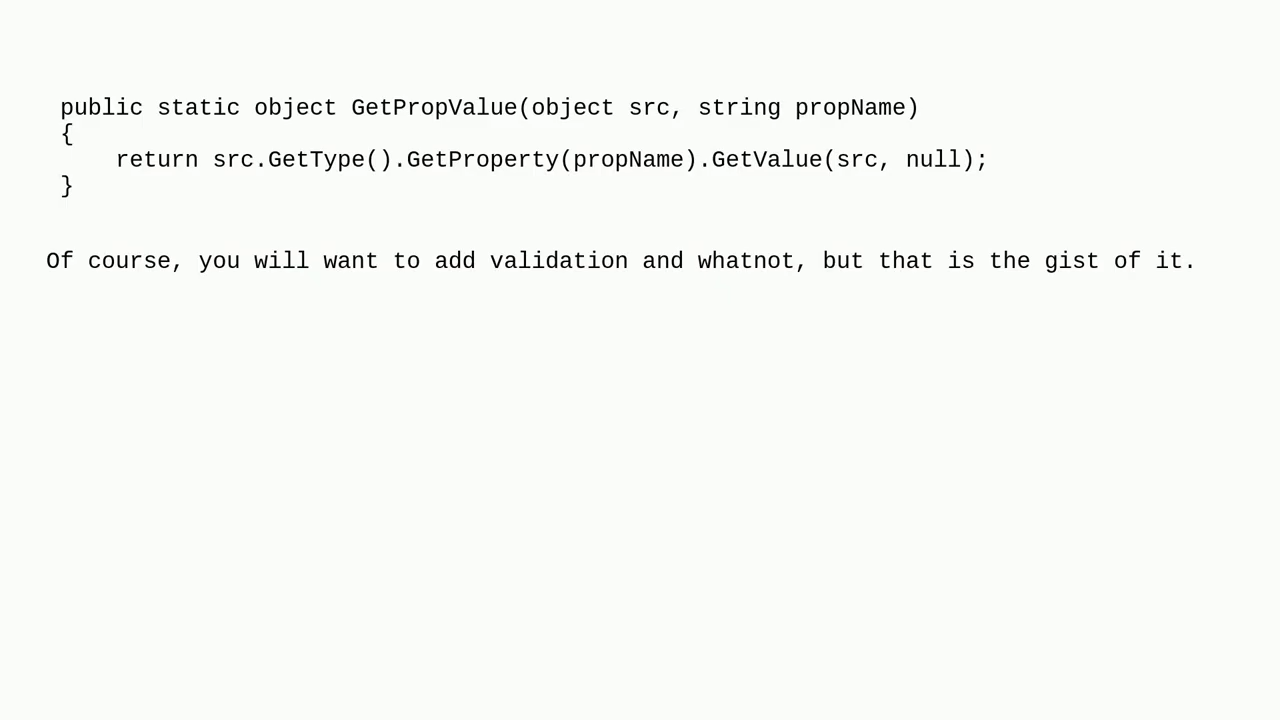 public static object GetPropValue(object src, string propName)
{
    return src.GetType().GetProperty(propName).GetValue(src, null);
}
Of course, you will want to add validation and whatnot, but that is the gist of it.